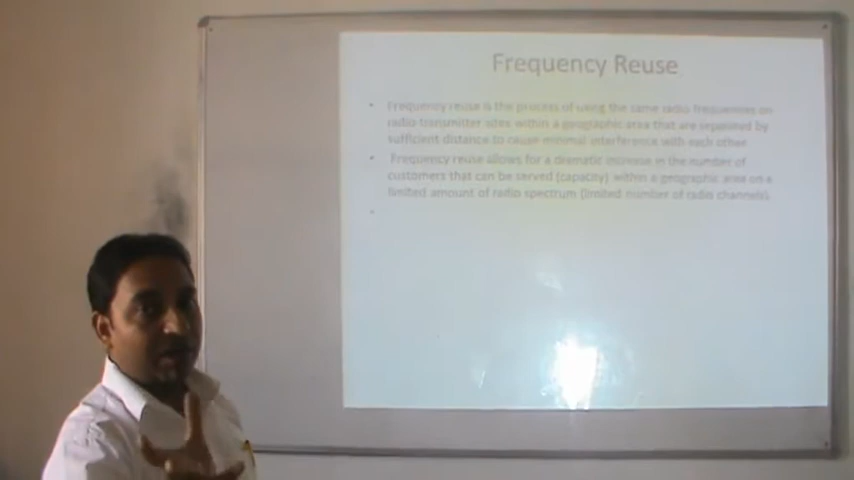 Frequency Reuse
• Frequency reuse is the process of using the same radio frequencies on
radio transmitter sites within a geographic area that are separated by
sufficient distance to cause minimal interference with each other
• Frequency reuse allows for a dramatic increase in the number of
customers that can be served (capacity) within a geographic area on a
limited amount of radio spectrum (limited number of radio channels).
•